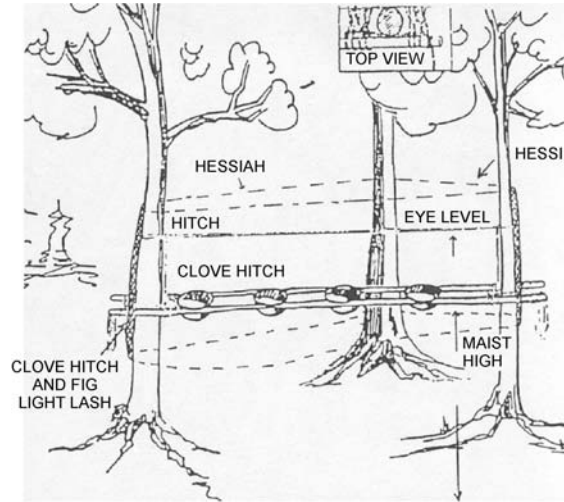 TOP VIEW
HESSIAH
HESSI
HITCH
EYE LEVEL
CLOVE HITCH
MAIST
HIGH
CLOVE HITCH
AND FIG
LIGHT LASH